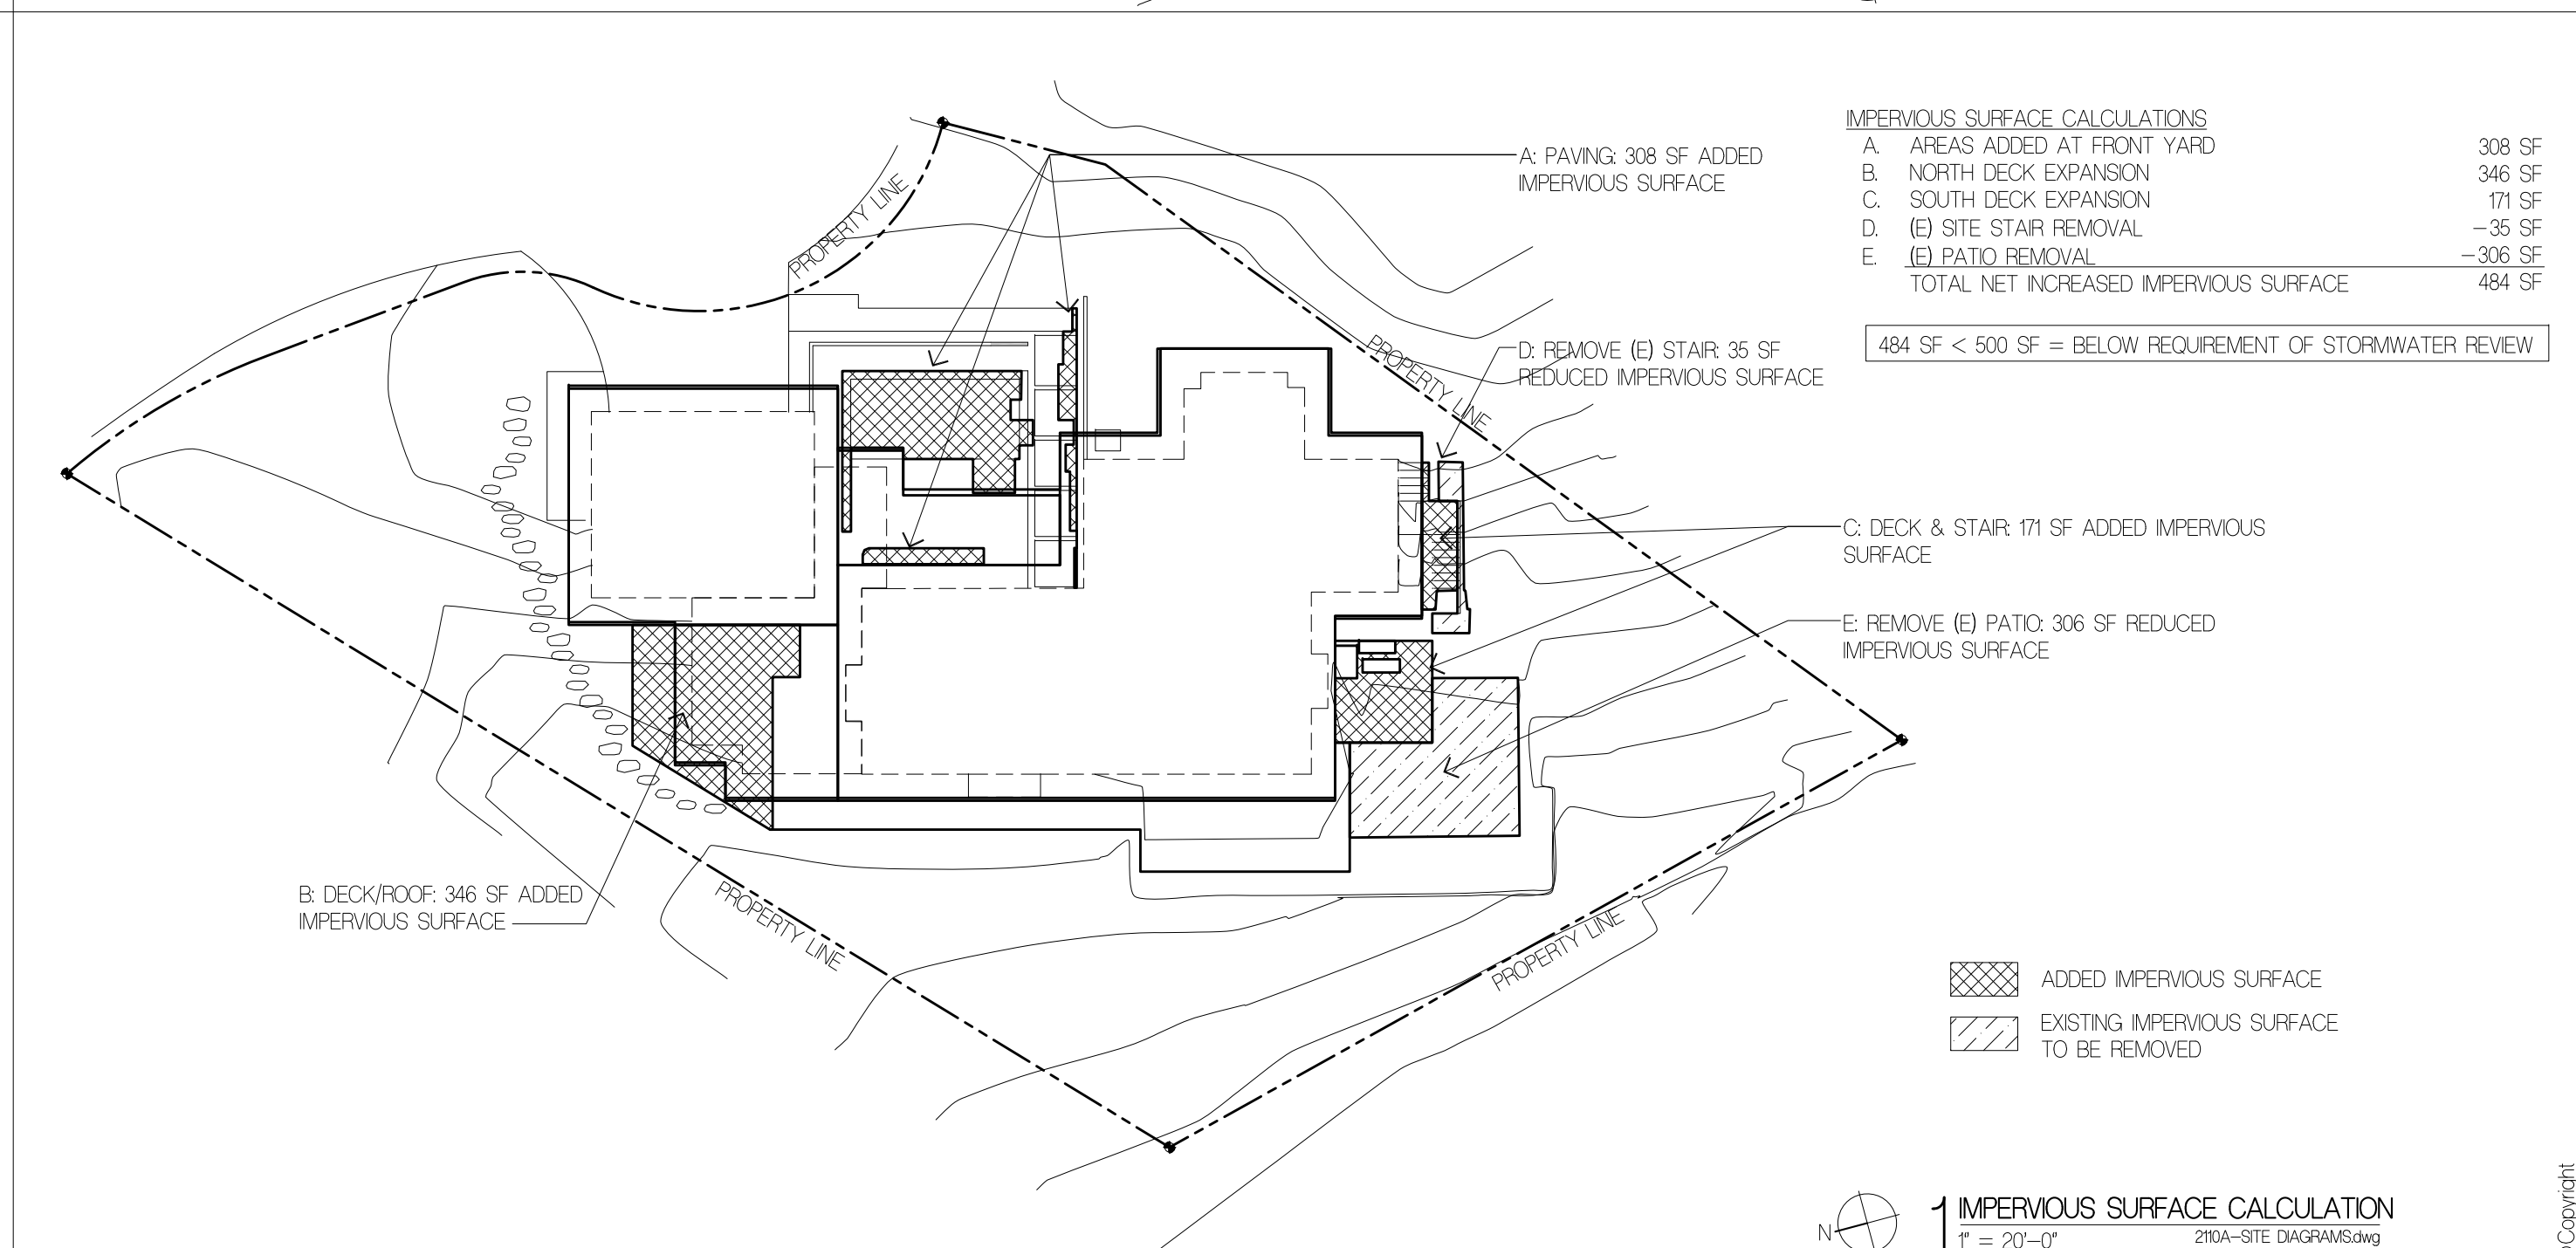 IMPERVIOUS SURFACE CALCULATIONS
A. AREAS ADDED AT FRONT YARD 308 SF
B. NORTH DECK EXPANSION 346 SF
C. SOUTH DECK EXPANSION 171 SF
D. (E) SITE STAIR REMOVAL -35 SF
E. (E) PATIO REMOVAL -306 SF
TOTAL NET INCREASED IMPERVIOUS SURFACE 484 SF
484 SF < 500 SF = BELOW REQUIREMENT OF STORMWATER REVIEW
A: PAVING: 308 SF ADDED
IMPERVIOUS SURFACE
PROPERTY LINE
PROPERTY LINE
D: REMOVE (E) STAIR: 35 SF
REDUCED IMPERVIOUS SURFACE
C: DECK & STAIR: 171 SF ADDED IMPERVIOUS
SURFACE
E: REMOVE (E) PATIO: 306 SF REDUCED
IMPERVIOUS SURFACE
B: DECK/ROOF: 346 SF ADDED
IMPERVIOUS SURFACE
PROPERTY LINE
PROPERTY LINE
ADDED IMPERVIOUS SURFACE
EXISTING IMPERVIOUS SURFACE
TO BE REMOVED
N
1 IMPERVIOUS SURFACE CALCULATION
1" = 20'-0" 2110A-SITE DIAGRAMS.dwg
Copyright